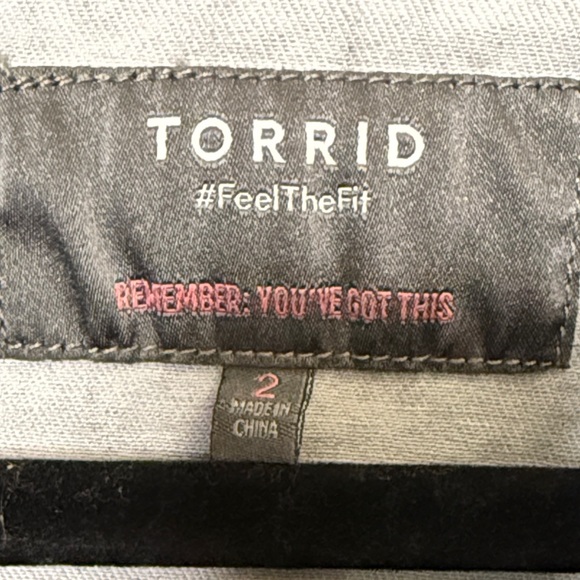 TORRID
#FeelTheFit
REMEMBER: YOU'VE GOT THIS
2
MADE IN
CHINA